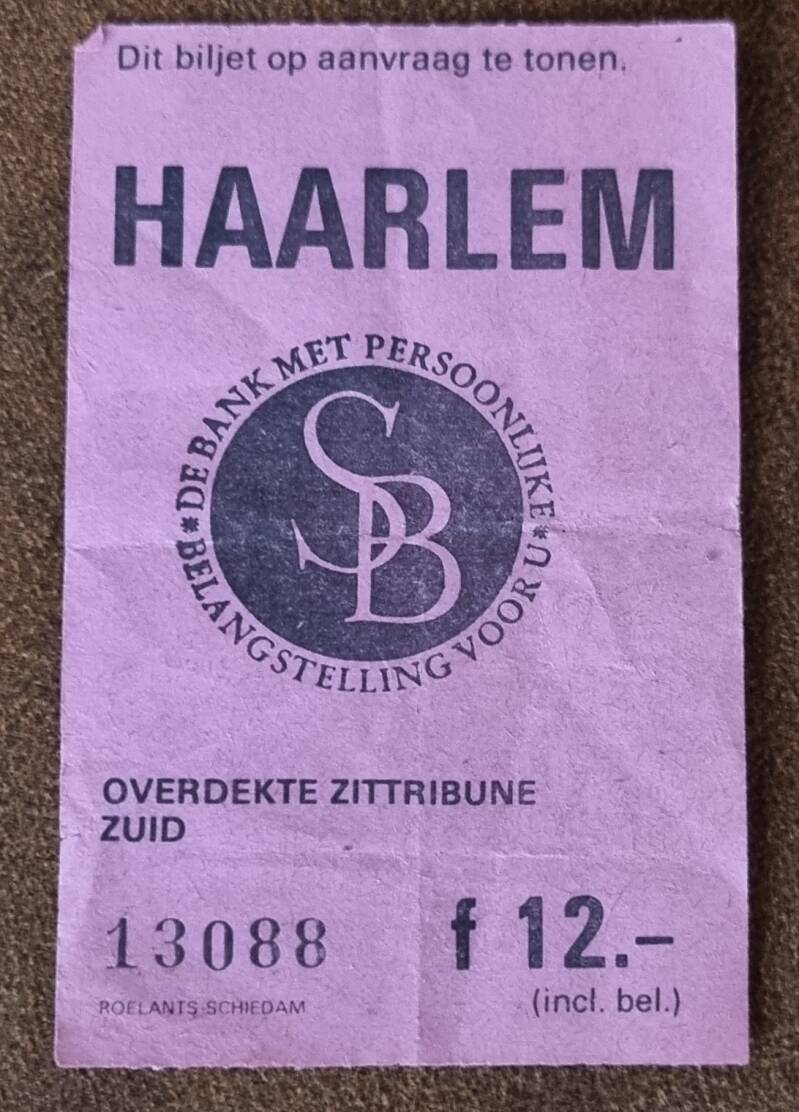 Dit biljet op aanvraag te tonen.
HAARLEM
* DE BANK MET PERSOONLIJKE
* BELANGSTELLING VOOR U
SB
OVERDEKTE ZITTRIBUNE
ZUID
13088
f 12.–
ROELANTS-SCHIEDAM
(incl. bel.)